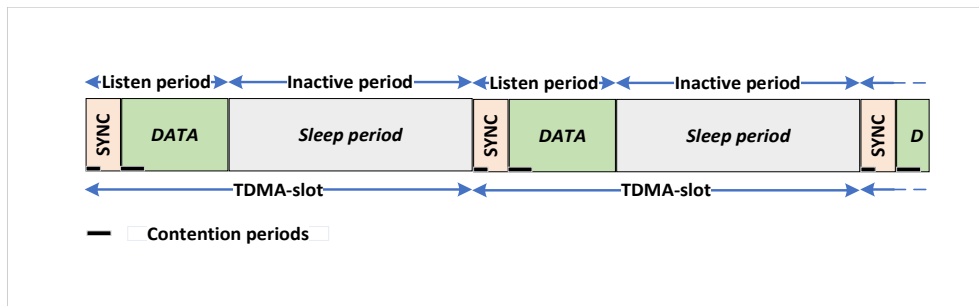 Listen period Inactive period Listen period Inactive period
SYNC DATA Sleep period SYNC DATA Sleep period SYNC D
TDMA-slot TDMA-slot
Contention periods